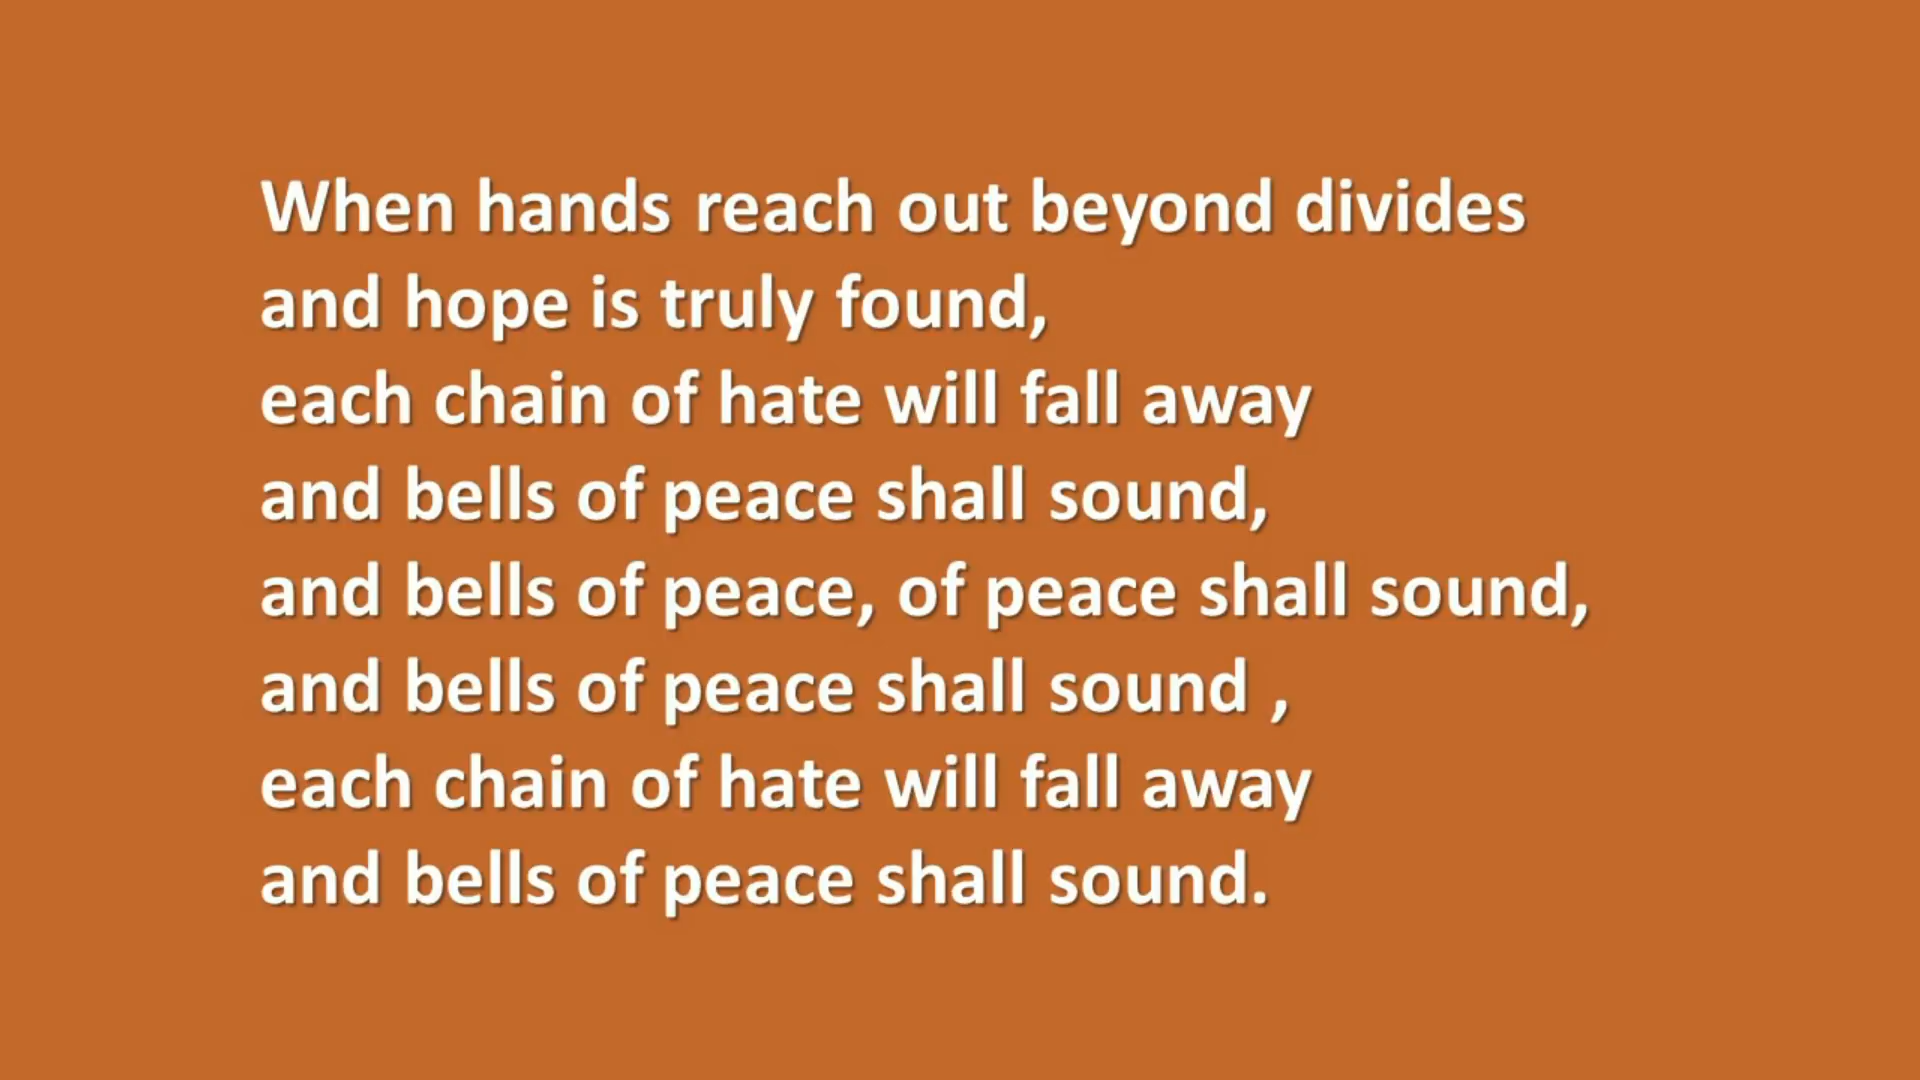 When hands reach out beyond divides
and hope is truly found,
each chain of hate will fall away
and bells of peace shall sound,
and bells of peace, of peace shall sound,
and bells of peace shall sound ,
each chain of hate will fall away
and bells of peace shall sound.